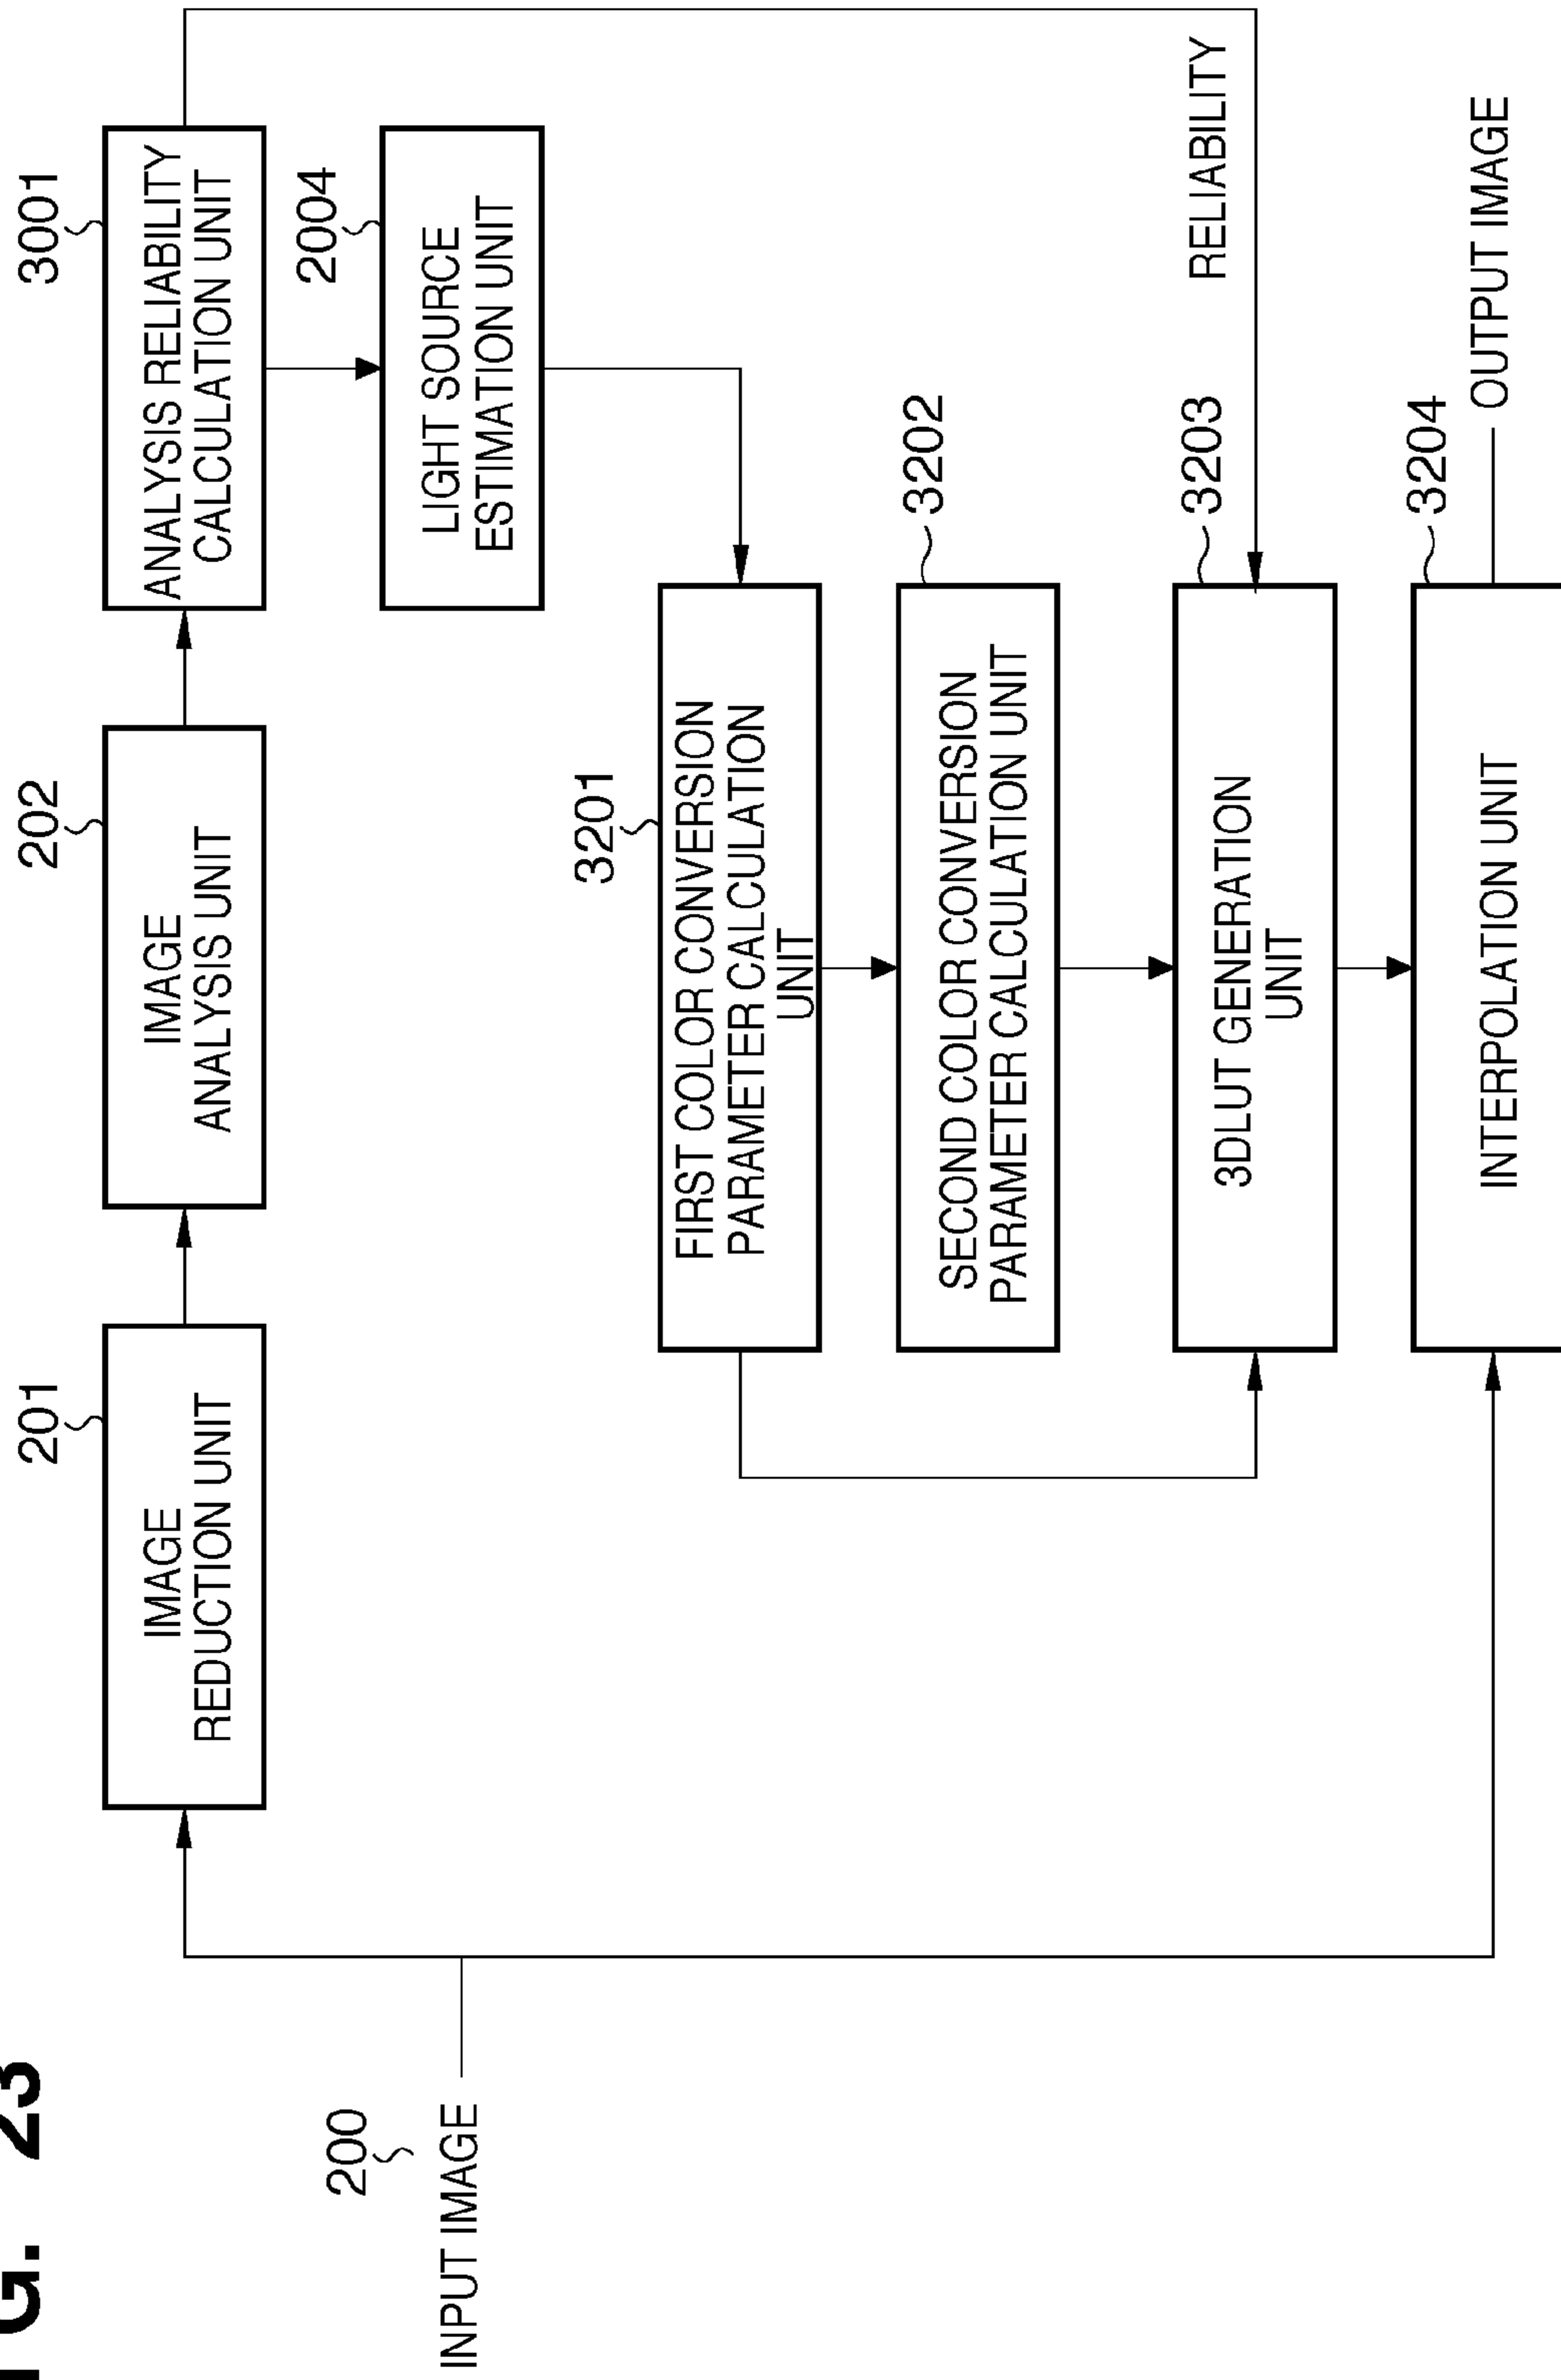 FIG. 23
200
INPUT IMAGE
201
IMAGE
REDUCTION UNIT
202
IMAGE
ANALYSIS UNIT
3001
ANALYSIS RELIABILITY
CALCULATION UNIT
2004
LIGHT SOURCE
ESTIMATION UNIT
3201
FIRST COLOR CONVERSION
PARAMETER CALCULATION
UNIT
3202
SECOND COLOR CONVERSION
PARAMETER CALCULATION UNIT
RELIABILITY
3203
3DLUT GENERATION
UNIT
3204
INTERPOLATION UNIT
OUTPUT IMAGE